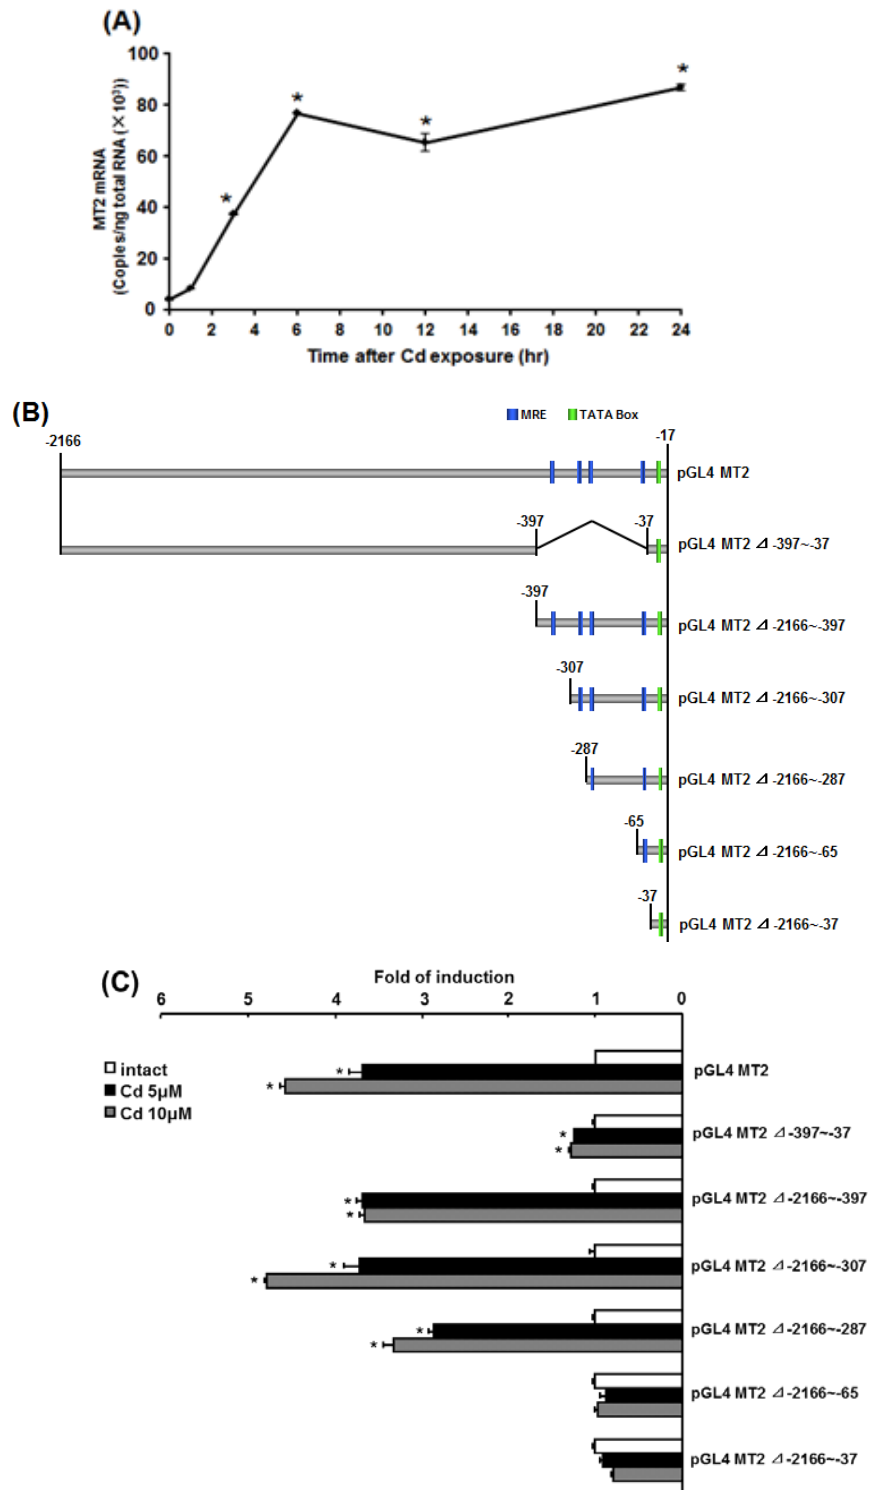 (A)
MT2 mRNA
(Copies/ng total RNA (×10³))
100
80
60
40
20
0
*
*
*
*
0 2 4 6 8 10 12 14 16 18 20 22 24
Time after Cd exposure (hr)
(B)
MRE TATA Box
-2166
-17
pGL4 MT2
-397
-37
pGL4 MT2 ⊿ -397~-37
-397
pGL4 MT2 ⊿ -2166~-397
-307
pGL4 MT2 ⊿ -2166~-307
-287
pGL4 MT2 ⊿ -2166~-287
-65
pGL4 MT2 ⊿ -2166~-65
-37
pGL4 MT2 ⊿ -2166~-37
(C)
Fold of induction
6 5 4 3 2 1 0
intact
Cd 5μM
Cd 10μM
*
*
pGL4 MT2
*
*
pGL4 MT2 ⊿ -397~-37
*
*
pGL4 MT2 ⊿ -2166~-397
*
*
pGL4 MT2 ⊿ -2166~-307
*
*
pGL4 MT2 ⊿ -2166~-287
pGL4 MT2 ⊿ -2166~-65
pGL4 MT2 ⊿ -2166~-37